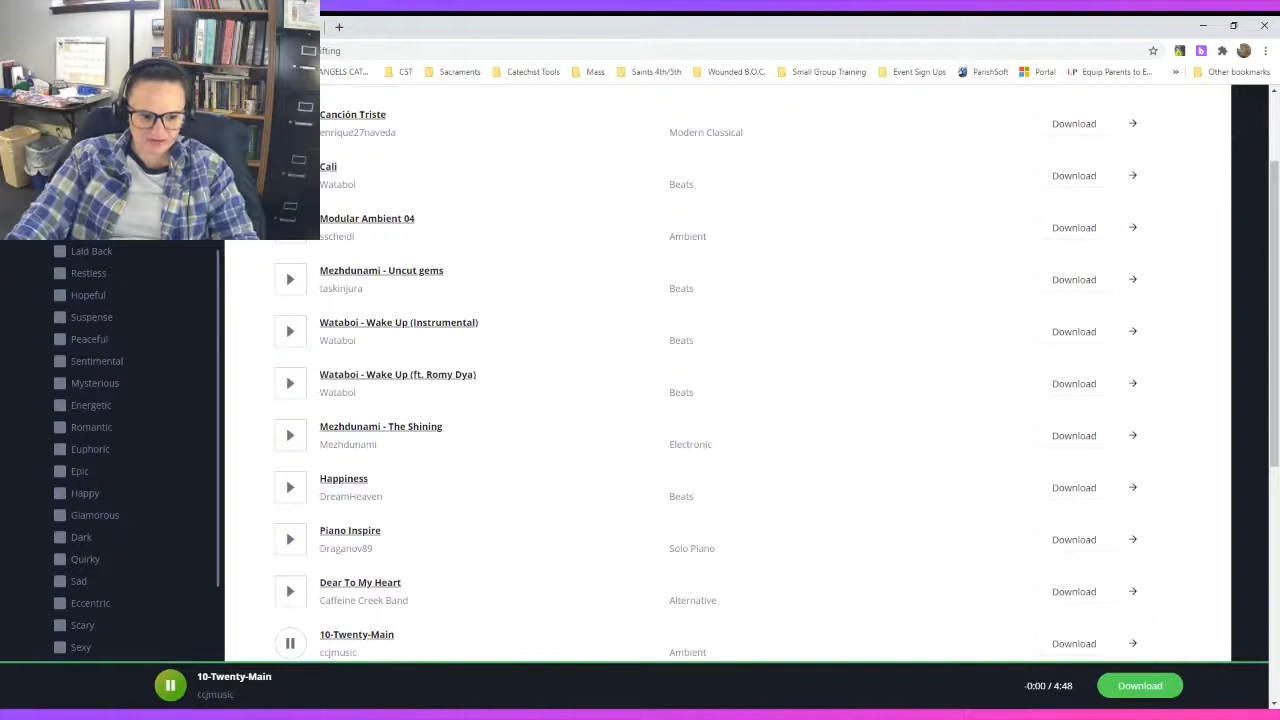 +
fting
ANGELS CAT...
CST
Sacraments
Catechist Tools
Mass
Saints 4th/5th
Wounded B.O.C.
Small Group Training
Event Sign Ups
ParishSoft
Portal
Equip Parents to E...
»
Other bookmarks
Canción Triste
enrique27naveda
Modern Classical
Download
Cali
Wataboi
Beats
Download
Modular Ambient 04
sscheidl
Ambient
Download
Mezhdunami - Uncut gems
taskinjura
Beats
Download
Wataboi - Wake Up (Instrumental)
Wataboi
Beats
Download
Wataboi - Wake Up (ft. Romy Dya)
Wataboi
Beats
Download
Mezhdunami - The Shining
Mezhdunami
Electronic
Download
Happiness
DreamHeaven
Beats
Download
Piano Inspire
Draganov89
Solo Piano
Download
Dear To My Heart
Caffeine Creek Band
Alternative
Download
10-Twenty-Main
ccjmusic
Ambient
Download
Laid Back
Restless
Hopeful
Suspense
Peaceful
Sentimental
Mysterious
Energetic
Romantic
Euphoric
Epic
Happy
Glamorous
Dark
Quirky
Sad
Eccentric
Scary
Sexy
10-Twenty-Main
ccjmusic
-0:00 / 4:48
Download